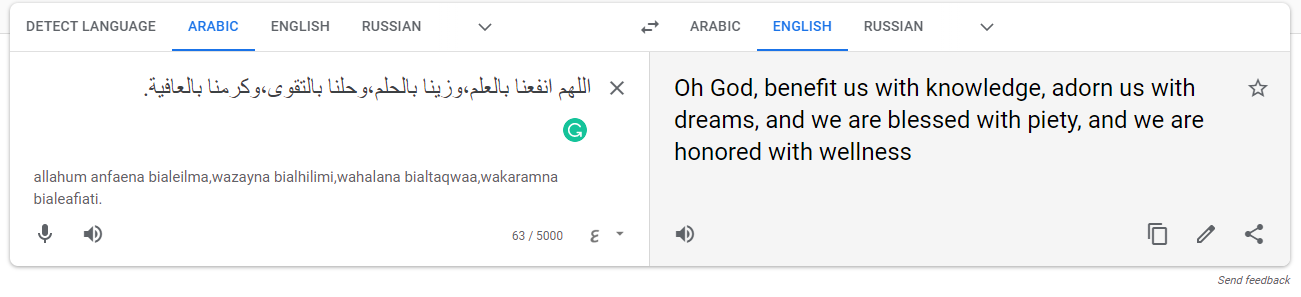 DETECT LANGUAGE ARABIC ENGLISH RUSSIAN ARABIC ENGLISH RUSSIAN
اللهم انفعنا بالعلم،وزينا بالحلم،وحلنا بالتقوى،وكرمنا بالعافية.
allahum anfaena bialeilma,wazayna bialhilimi,wahalana bialtaqwaa,wakaramna
bialeafiati.
63 / 5000
ع
Oh God, benefit us with knowledge, adorn us with
dreams, and we are blessed with piety, and we are
honored with wellness
Send feedback